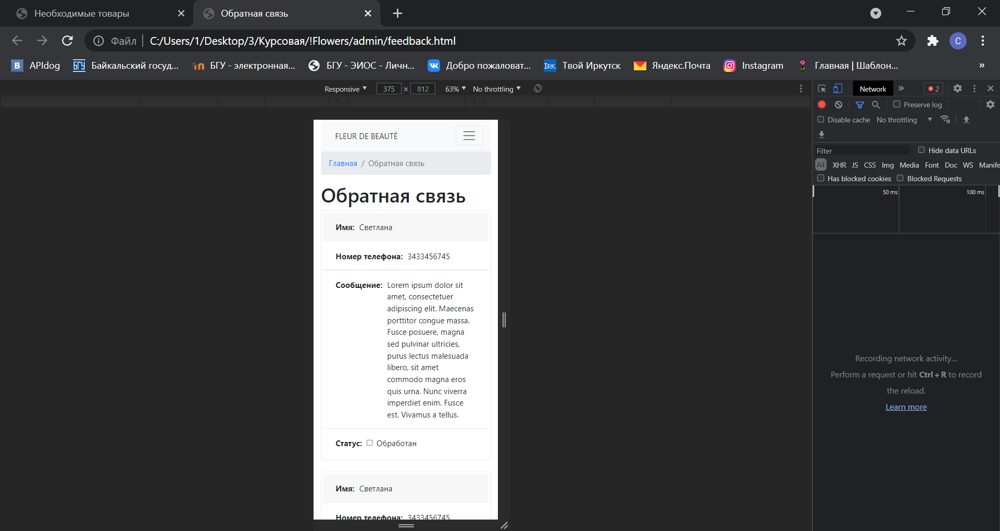 Необходимые товары
Обратная связь
Файл C:/Users/1/Desktop/3/Курсовая/!Flowers/admin/feedback.html
C
B APIdog
БГУ Байкальский госуд...
БГУ - электронная...
БГУ - ЭИОС - Личн...
Добро пожаловат...
IRK. Твой Иркутск
Яндекс.Почта
Instagram
Главная | Шаблон...
»
Responsive 375 × 812 63% No throttling
Network » 2
Preserve log
Disable cache No throttling
Filter Hide data URLs
All XHR JS CSS Img Media Font Doc WS Manife
Has blocked cookies Blocked Requests
50 ms 100 ms
Recording network activity...
Perform a request or hit Ctrl + R to record
the reload.
Learn more
FLEUR DE BEAUTÉ
Главная / Обратная связь
Обратная связь
Имя: Светлана
Номер телефона: 3433456745
Сообщение: Lorem ipsum dolor sit
amet, consectetuer
adipiscing elit. Maecenas
porttitor congue massa.
Fusce posuere, magna
sed pulvinar ultricies,
purus lectus malesuada
libero, sit amet
commodo magna eros
quis urna. Nunc viverra
imperdiet enim. Fusce
est. Vivamus a tellus.
Статус: Обработан
Имя: Светлана
Номер телефона: 3433456745